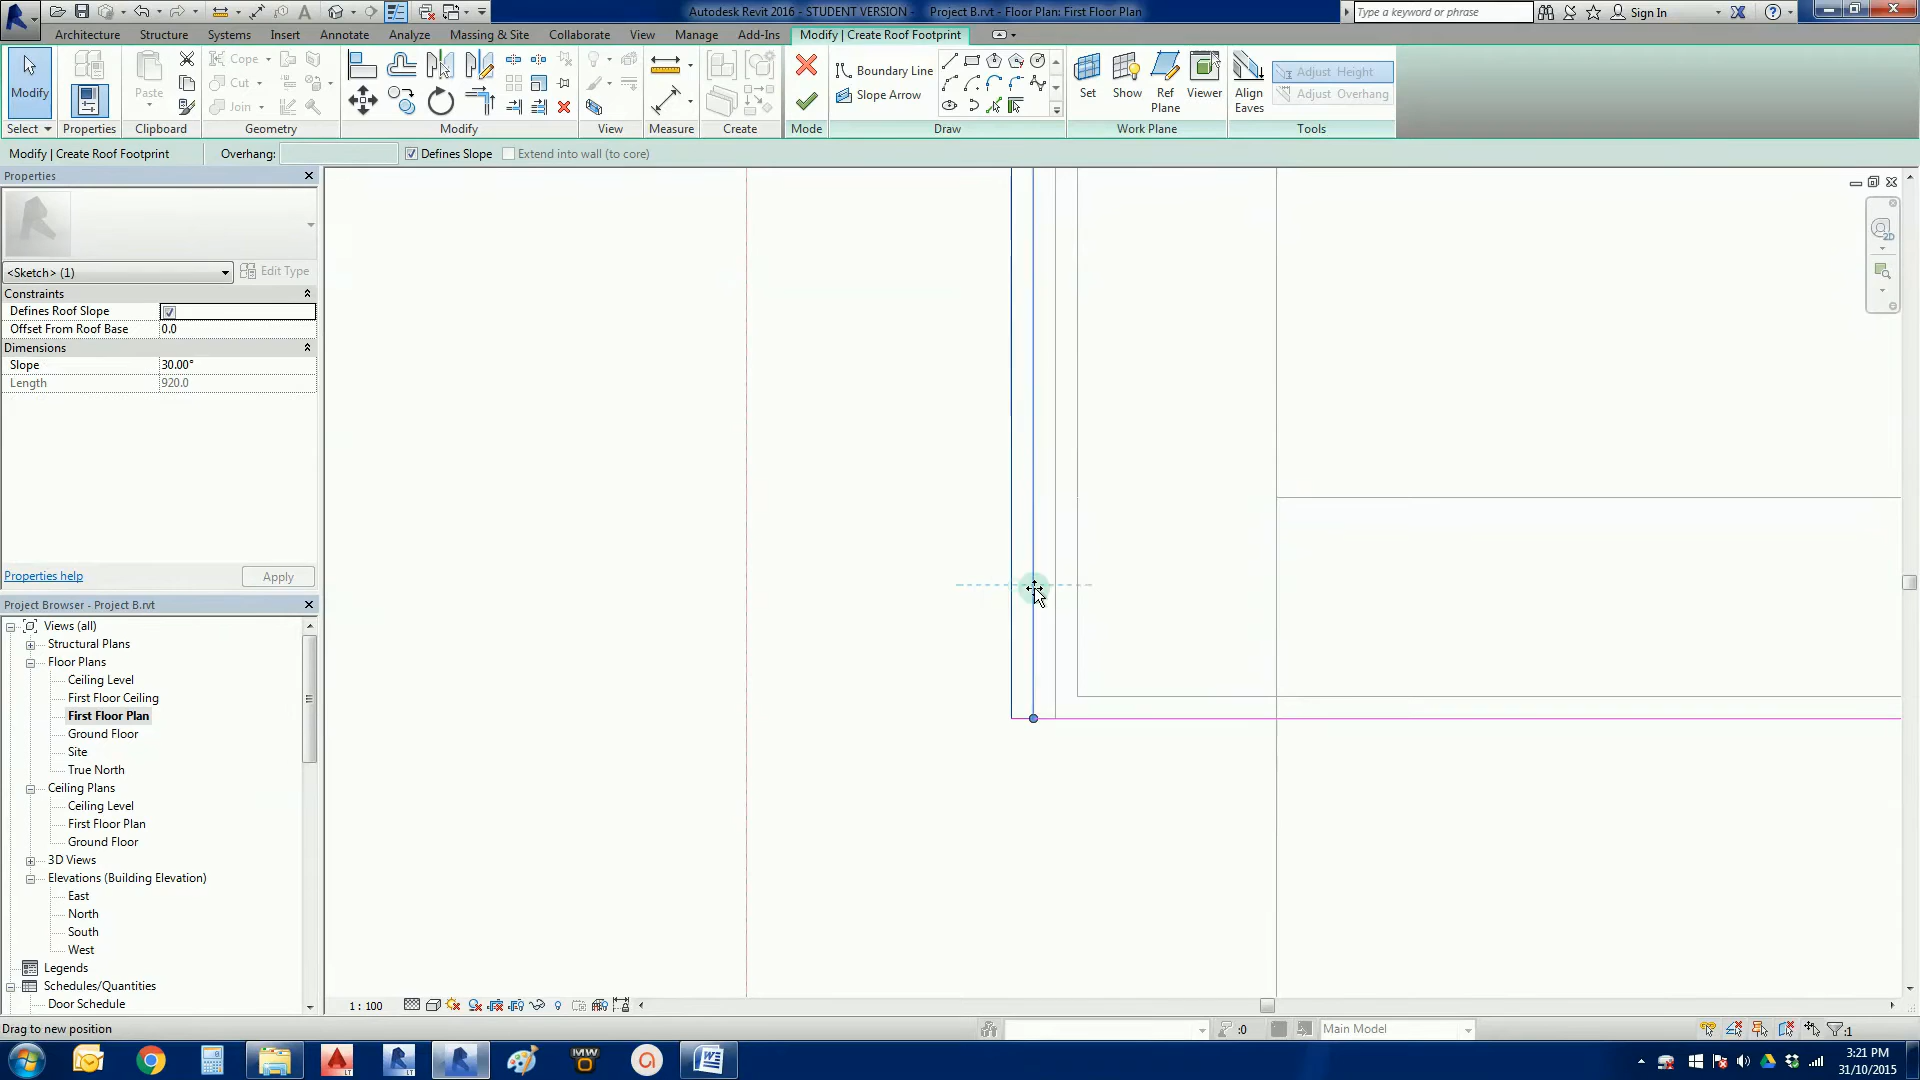 Autodesk Revit 2016 - STUDENT VERSION - Project B.rvt - Floor Plan: First Floor Plan
Type a keyword or phrase
Sign In
Architecture Structure Systems Insert Annotate Analyze Massing & Site Collaborate View Manage Add-Ins Modify | Create Roof Footprint
Modify
Paste
Cope
Cut
Join
Boundary Line
Slope Arrow
Set
Show
Ref
Plane
Viewer
Align
Eaves
Adjust Height
Adjust Overhang
Select Properties Clipboard Geometry Modify View Measure Create Mode Draw Work Plane Tools
Modify | Create Roof Footprint Overhang: Defines Slope Extend into wall (to core)
Properties
<Sketch> (1) Edit Type
Constraints
Defines Roof Slope
Offset From Roof Base 0.0
Dimensions
Slope 30.00°
Length 920.0
Properties help Apply
Project Browser - Project B.rvt
Views (all)
Structural Plans
Floor Plans
Ceiling Level
First Floor Ceiling
First Floor Plan
Ground Floor
Site
True North
Ceiling Plans
Ceiling Level
First Floor Plan
Ground Floor
3D Views
Elevations (Building Elevation)
East
North
South
West
Legends
Schedules/Quantities
Door Schedule
2D
1 : 100
Drag to new position
:0
Main Model
:1
LT
LT
MW
3:21 PM
31/10/2015